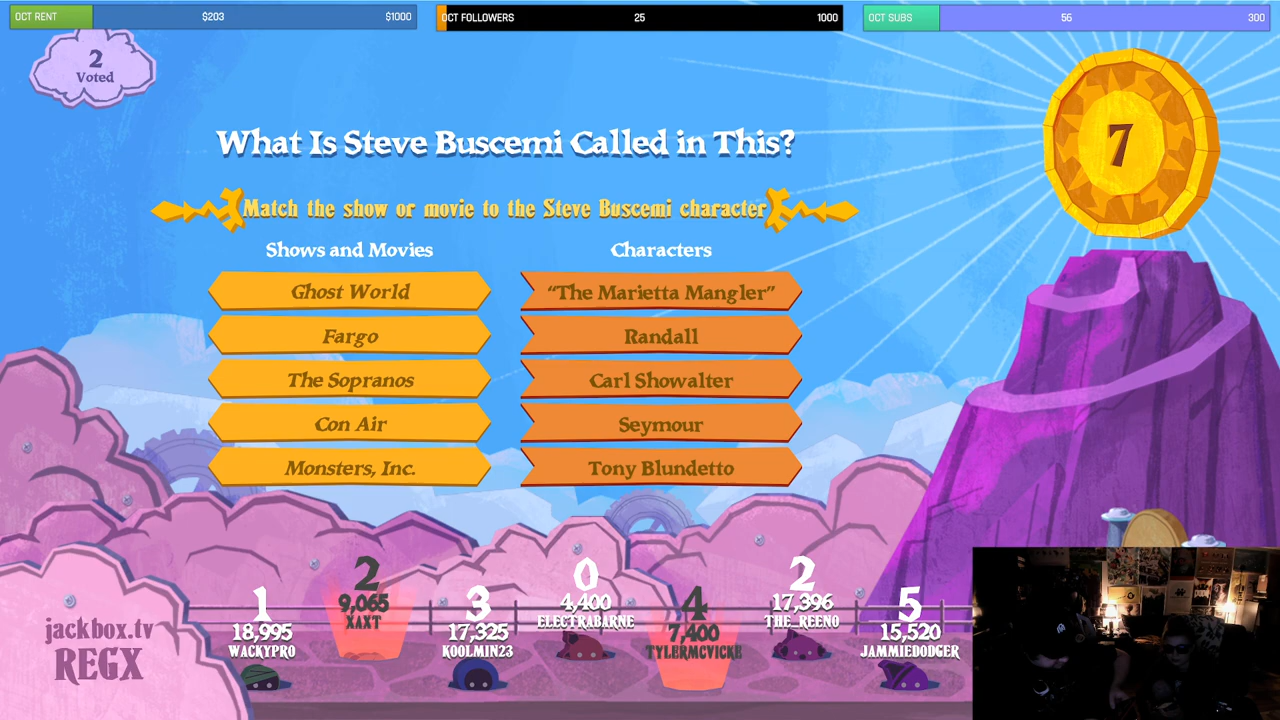 OCT RENT $203 $1000
OCT FOLLOWERS 25 1000
OCT SUBS 56 300
2
Voted
7
What Is Steve Buscemi Called in This?
Match the show or movie to the Steve Buscemi character
Shows and Movies
Characters
Ghost World
"The Marietta Mangler"
Fargo
Randall
The Sopranos
Carl Showalter
Con Air
Seymour
Monsters, Inc.
Tony Blundetto
1
18,995
WACKYPRO
2
9,065
XAXT
3
17,325
KOOLMIN23
0
4,400
ELECTRABARNE
4
7,400
TYLERMCVICKE
2
17,396
THE_REENO
5
15,520
JAMMIEDODGER
jackbox.tv
REGX